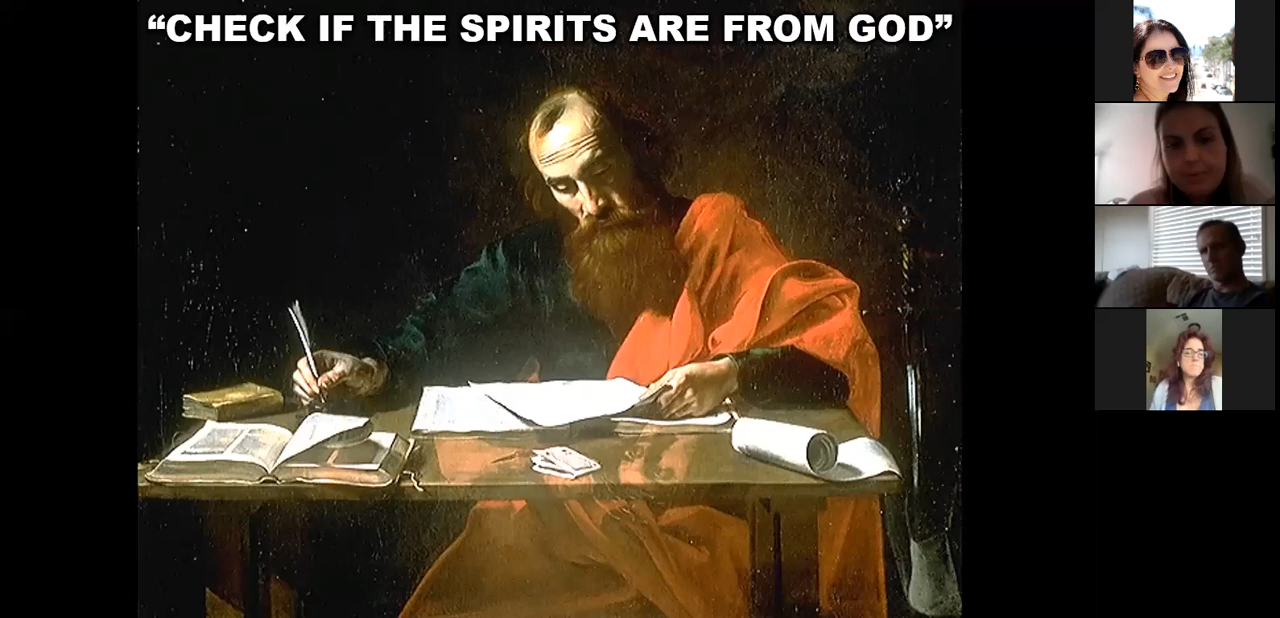 “CHECK IF THE SPIRITS ARE FROM GOD”